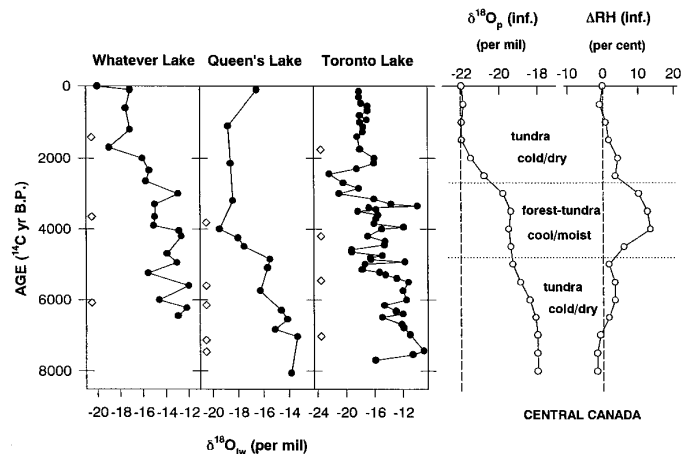 δ18Op (inf.) ΔRH (inf.)
(per mil) (per cent)
Whatever Lake Queen's Lake Toronto Lake
-22 -18 -10 0 10
0
2000
4000
6000
8000
AGE (14C yr B.P.)
tundra
cold/dry
forest-tundra
cool/moist
tundra
cold/dry
-20 -18 -16 -14 -12 -20 -18 -16 -14 -24 -20 -16 -12
CENTRAL CANADA
δ18Olw (per mil)